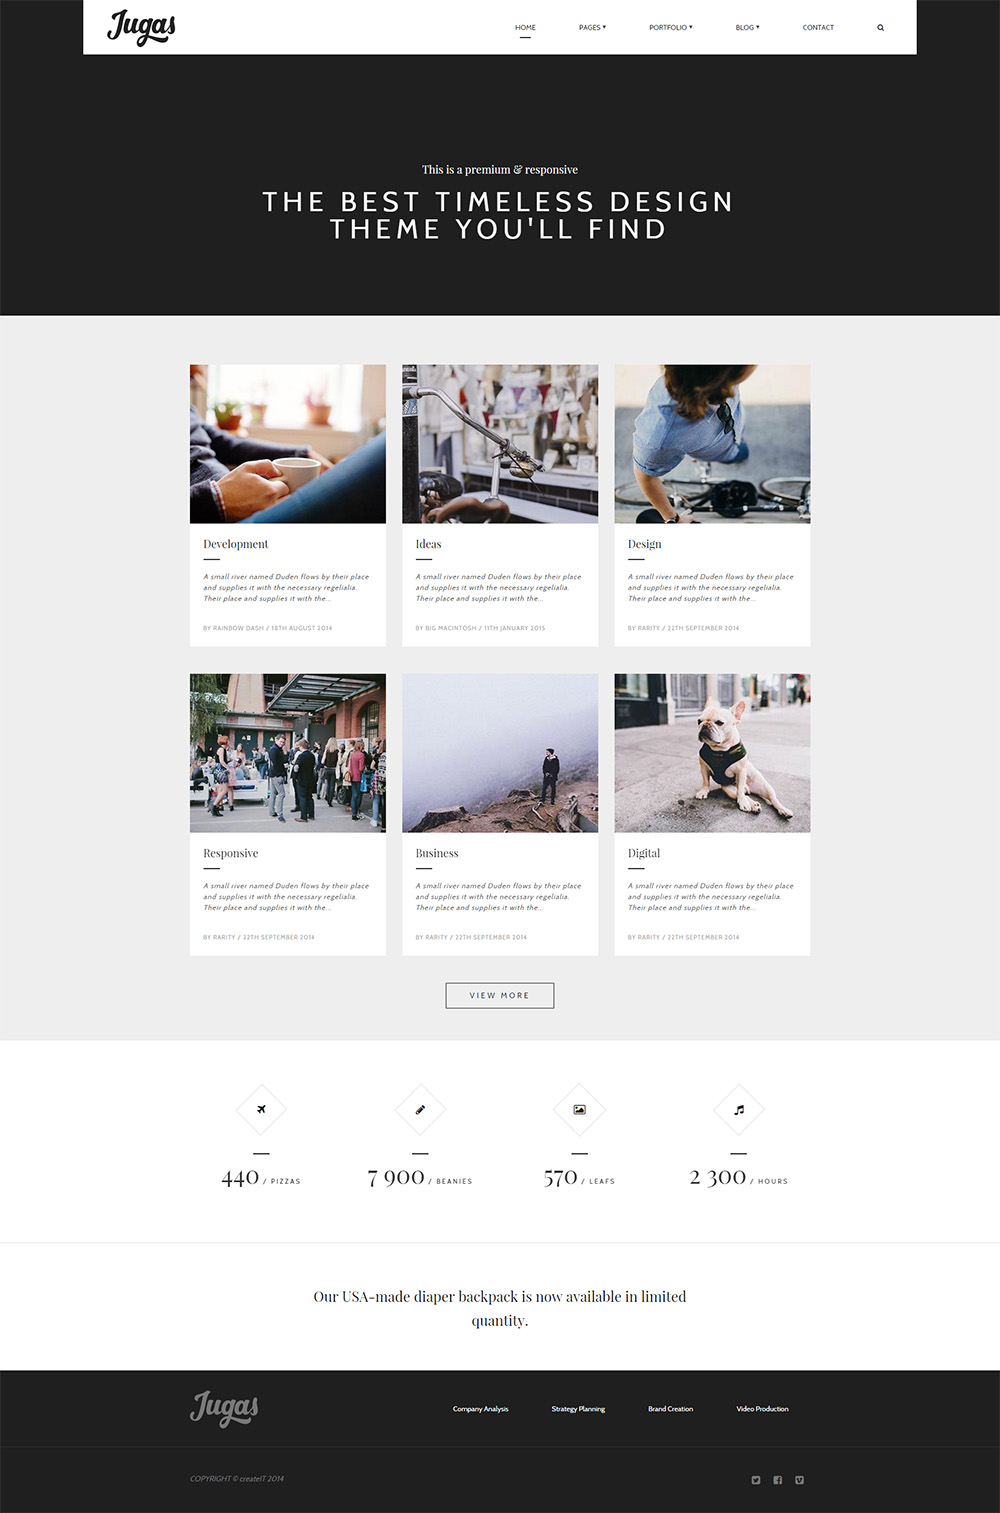 Jugas
HOME
PAGES
PORTFOLIO
BLOG
CONTACT
This is a premium & responsive
THE BEST TIMELESS DESIGN
THEME YOU'LL FIND
Development
A small river named Duden flows by their place
and supplies it with the necessary regelialia.
Their place and supplies it with the...
BY RAINBOW DASH / 18TH AUGUST 2014
Ideas
A small river named Duden flows by their place
and supplies it with the necessary regelialia.
Their place and supplies it with the...
BY BIG MACINTOSH / 11TH JANUARY 2015
Design
A small river named Duden flows by their place
and supplies it with the necessary regelialia.
Their place and supplies it with the...
BY RARITY / 22TH SEPTEMBER 2014
Responsive
A small river named Duden flows by their place
and supplies it with the necessary regelialia.
Their place and supplies it with the...
BY RARITY / 22TH SEPTEMBER 2014
Business
A small river named Duden flows by their place
and supplies it with the necessary regelialia.
Their place and supplies it with the...
BY RARITY / 22TH SEPTEMBER 2014
Digital
A small river named Duden flows by their place
and supplies it with the necessary regelialia.
Their place and supplies it with the...
BY RARITY / 22TH SEPTEMBER 2014
VIEW MORE
440 / PIZZAS
7 900 / BEANIES
570 / LEAFS
2 300 / HOURS
Our USA-made diaper backpack is now available in limited
quantity.
Jugas
Company Analysis
Strategy Planning
Brand Creation
Video Production
COPYRIGHT © createIT 2014